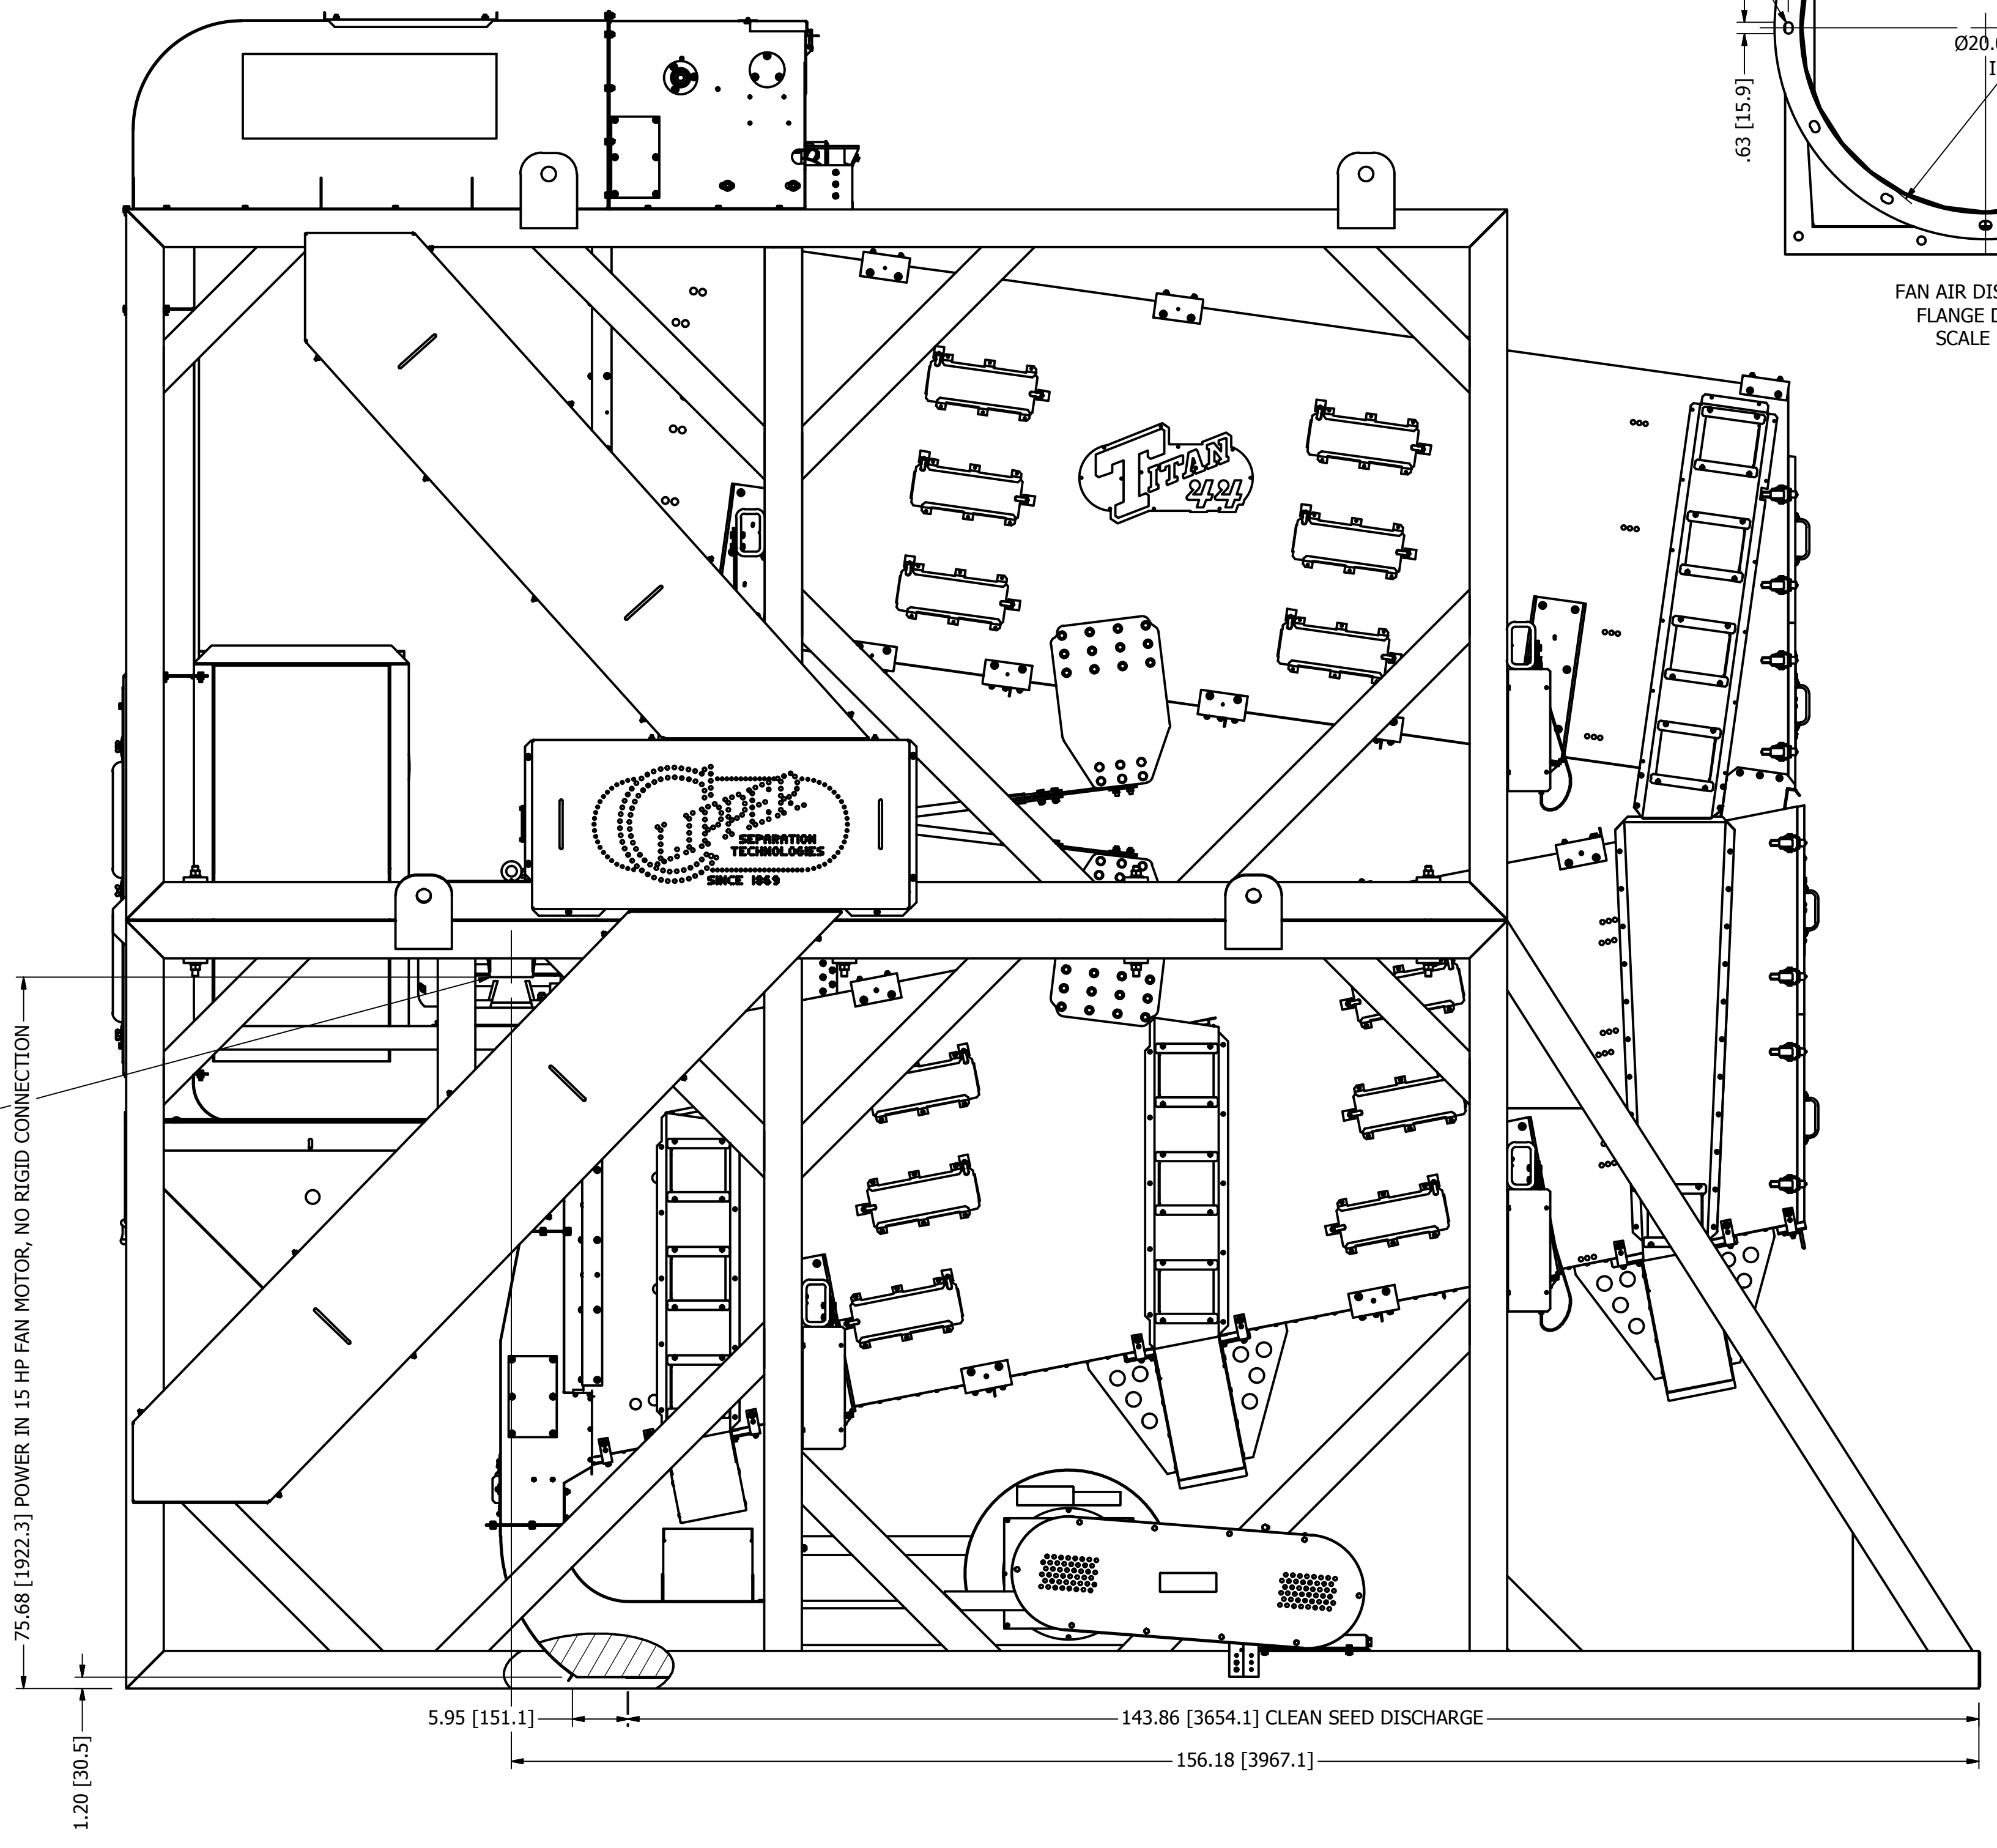 Ø20.
I
.63 [15.9]
FAN AIR DIS
FLANGE D
SCALE
TITAN
44
Clipper
SEPARATION
TECHNOLOGIES
SINCE 1869
75.68 [1922.3] POWER IN 15 HP FAN MOTOR, NO RIGID CONNECTION
1.20 [30.5]
5.95 [151.1]
143.86 [3654.1] CLEAN SEED DISCHARGE
156.18 [3967.1]